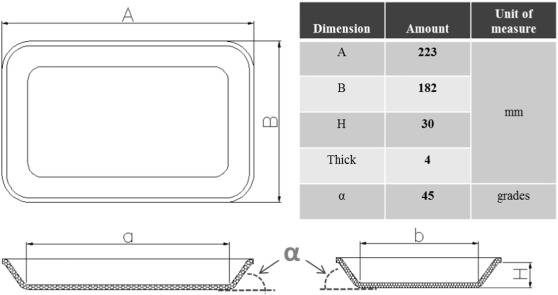 A
B
Dimension Amount Unit of measure
A 223 mm
B 182
H 30
Thick 4
α 45 grades
a
α
b
H